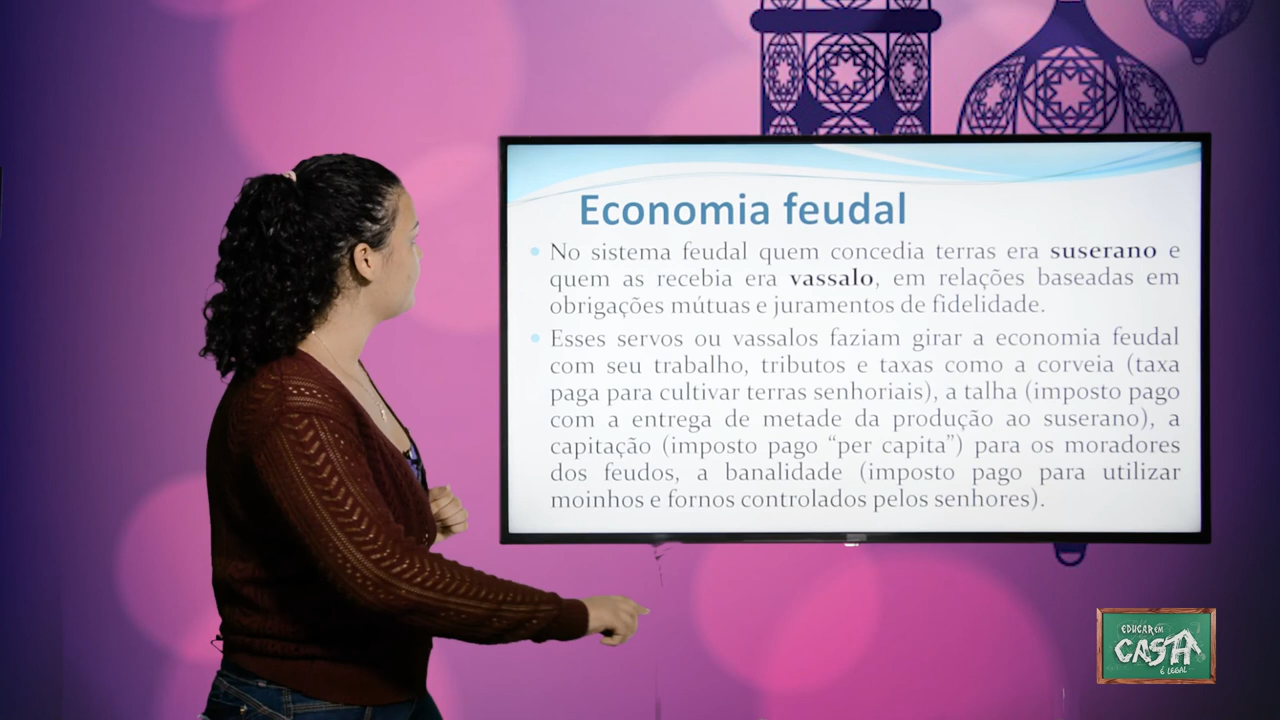 Economia feudal
No sistema feudal quem concedia terras era suserano e
quem as recebia era vassalo, em relações baseadas em
obrigações mútuas e juramentos de fidelidade.
Esses servos ou vassalos faziam girar a economia feudal
com seu trabalho, tributos e taxas como a corveia (taxa
paga para cultivar terras senhoriais), a talha (imposto pago
com a entrega de metade da produção ao suserano), a
capitação (imposto pago “per capita”) para os moradores
dos feudos, a banalidade (imposto pago para utilizar
moinhos e fornos controlados pelos senhores).
EDUCAR EM
CASA
É LEGAL